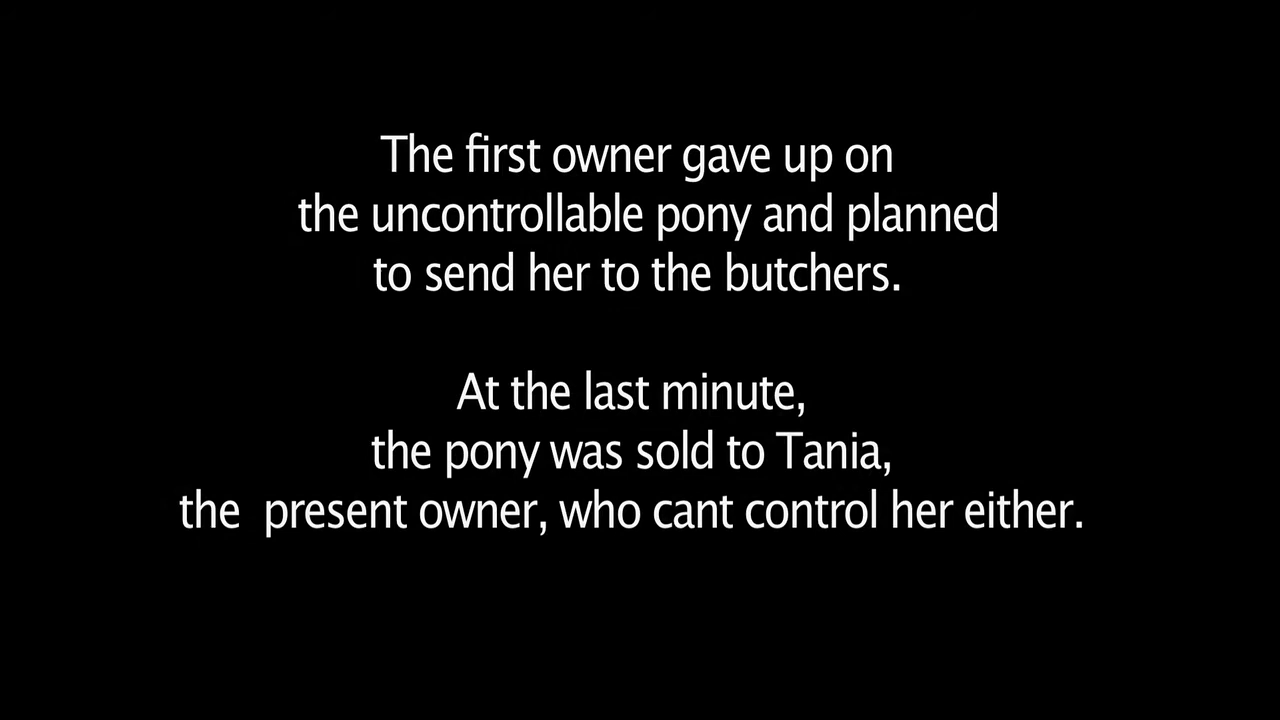 The first owner gave up on
the uncontrollable pony and planned
to send her to the butchers.
At the last minute,
the pony was sold to Tania,
the  present owner, who cant control her either.